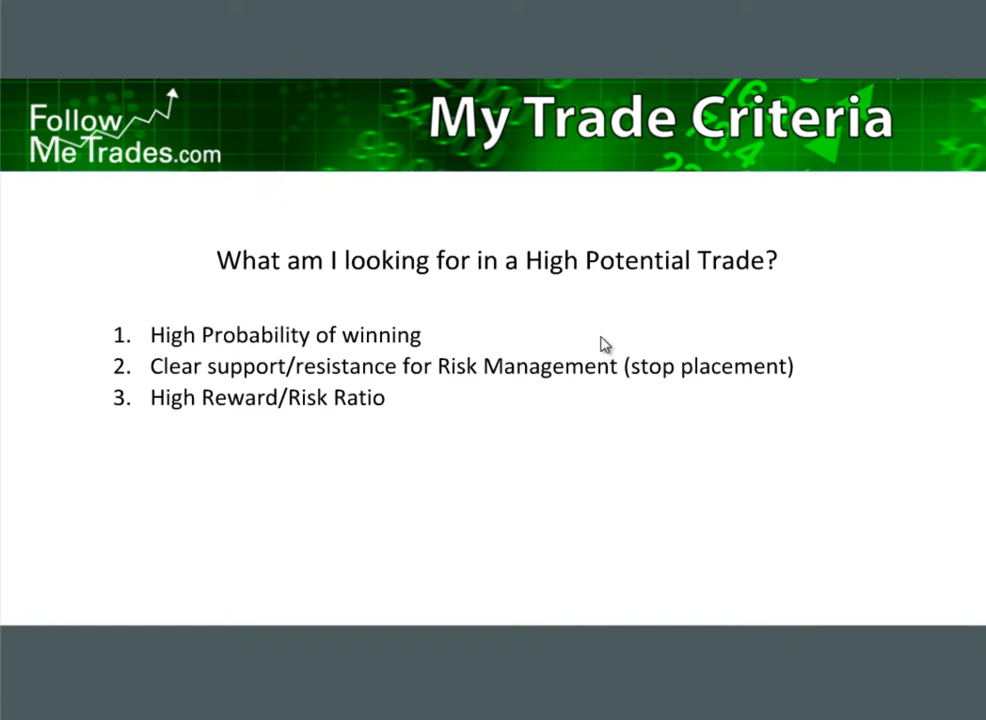 Follow
MeTrades.com
My Trade Criteria
What am I looking for in a High Potential Trade?
1. High Probability of winning
2. Clear support/resistance for Risk Management (stop placement)
3. High Reward/Risk Ratio